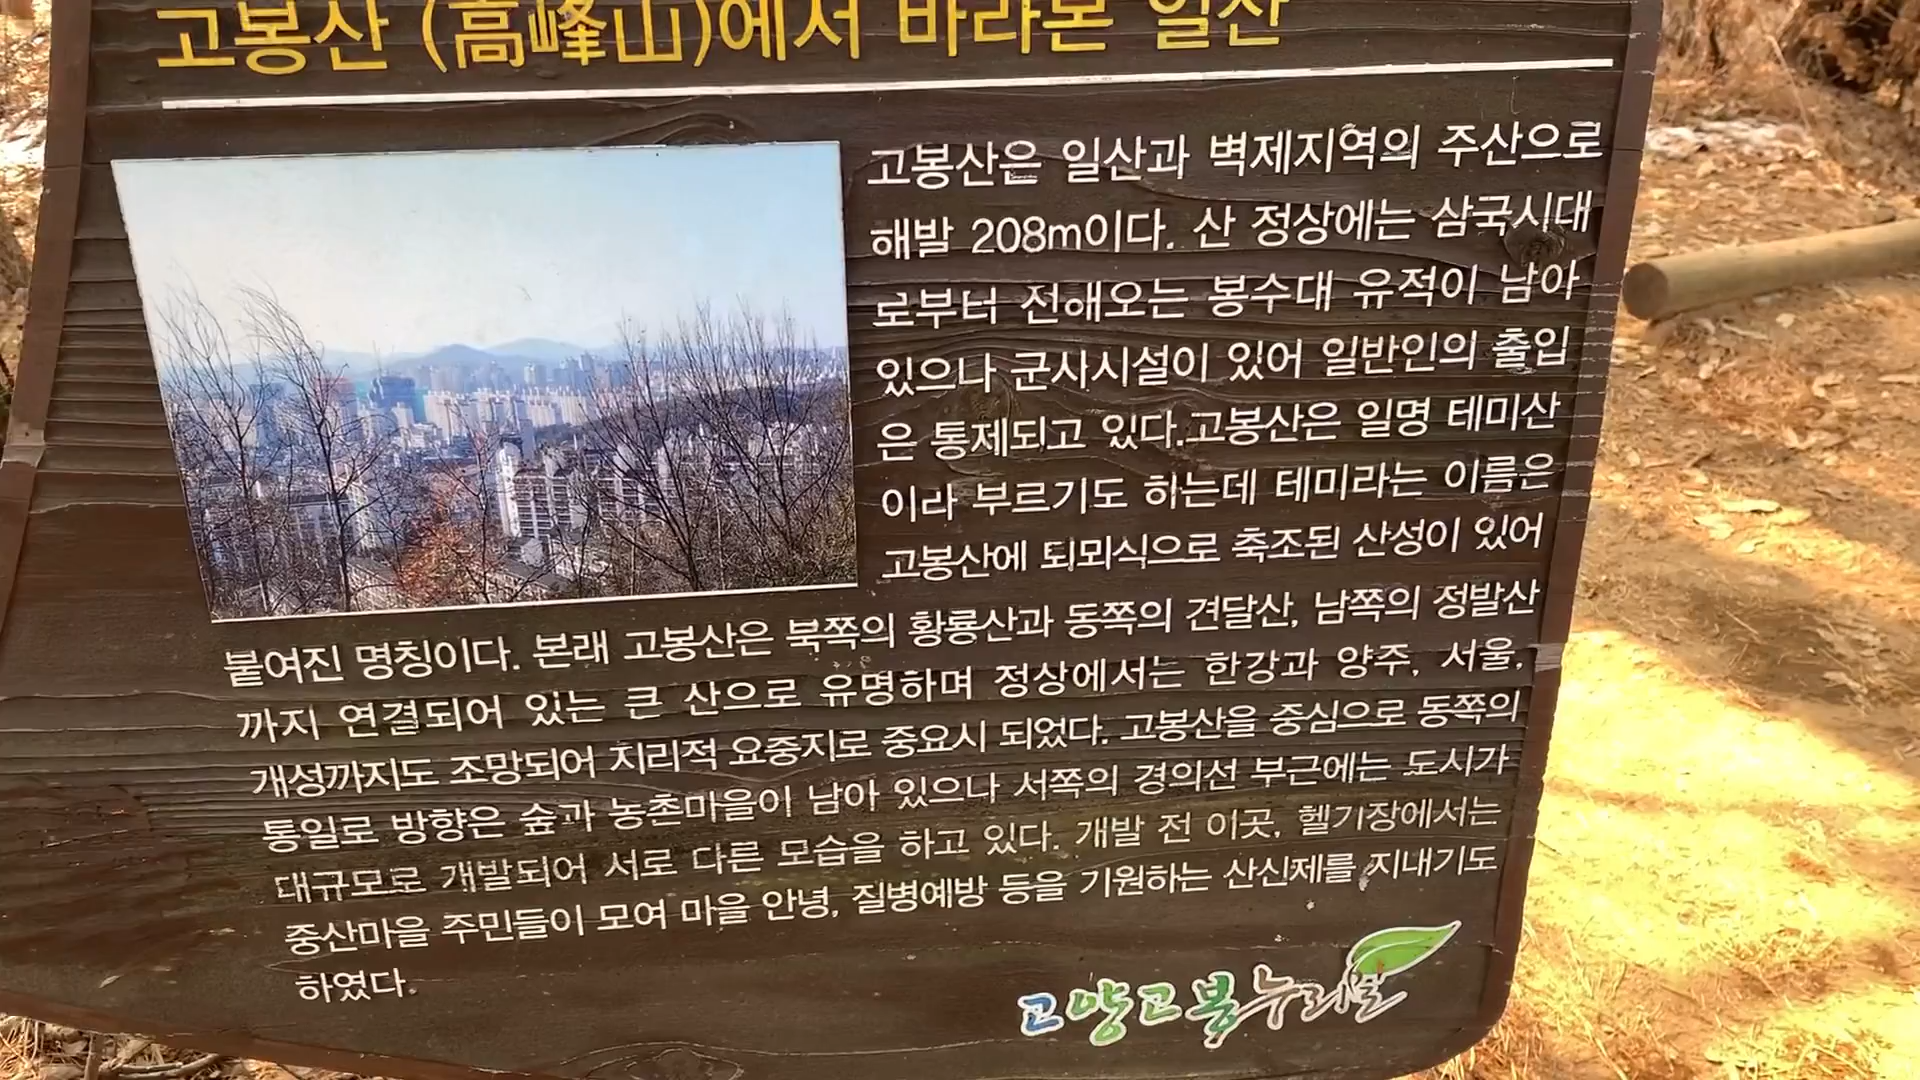 고봉산 (高峰山)에서 바라본 일산
고봉산은 일산과 벽제지역의 주산으로
해발 208m이다. 산 정상에는 삼국시대
로부터 전해오는 봉수대 유적이 남아
있으나 군사시설이 있어 일반인의 출입
은 통제되고 있다.고봉산은 일명 테미산
이라 부르기도 하는데 테미라는 이름은
고봉산에 퇴뫼식으로 축조된 산성이 있어
붙여진 명칭이다. 본래 고봉산은 북쪽의 황룡산과 동쪽의 견달산, 남쪽의 정발산
까지 연결되어 있는 큰 산으로 유명하며 정상에서는 한강과 양주, 서울,
개성까지도 조망되어 지리적 요충지로 중요시 되었다. 고봉산을 중심으로 동쪽의
통일로 방향은 숲과 농촌마을이 남아 있으나 서쪽의 경의선 부근에는 도시가
대규모로 개발되어 서로 다른 모습을 하고 있다. 개발 전 이곳, 헬기장에서는
중산마을 주민들이 모여 마을 안녕, 질병예방 등을 기원하는 산신제를 지내기도
하였다.
고양고봉누리길